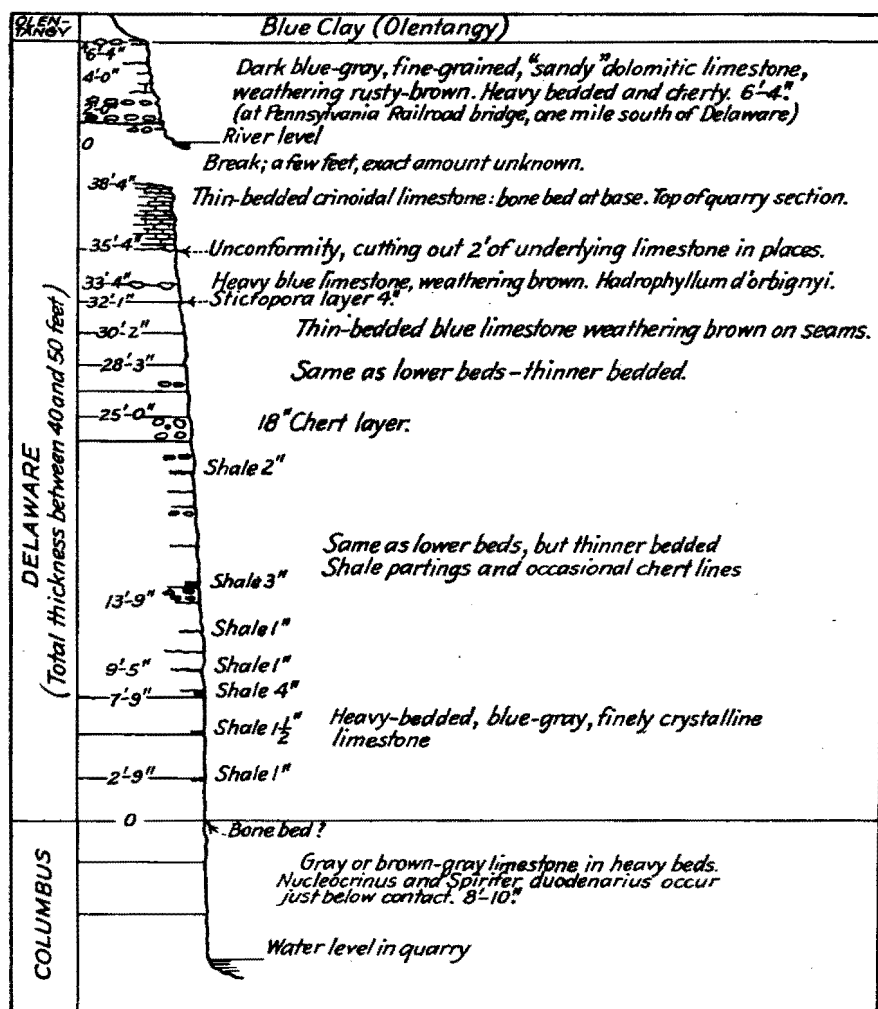 OLEN-
TANGY
Blue Clay (Olentangy)
6'-4"
4'-0"
2'-0"
0
Dark blue-gray, fine-grained, "sandy" dolomitic limestone,
weathering rusty-brown. Heavy bedded and cherty. 6'-4".
(at Pennsylvania Railroad bridge, one mile south of Delaware)
River level
Break; a few feet, exact amount unknown.
38'-4"
Thin-bedded crinoidal limestone: bone bed at base. Top of quarry section.
35'-4"
Unconformity, cutting out 2' of underlying limestone in places.
33'-4"
Heavy blue limestone, weathering brown. Hadrophyllum d'orbignyi.
32'-1"
Stictopora layer 4".
30'-2"
Thin-bedded blue limestone weathering brown on seams.
28'-3"
Same as lower beds - thinner bedded.
25'-0"
18" Chert layer.
Shale 2"
DELAWARE
(Total thickness between 40 and 50 feet)
Same as lower beds, but thinner bedded
Shale partings and occasional chert lines
Shale 3"
13'-9"
Shale 1"
9'-5"
Shale 1"
Shale 4"
7'-9"
Shale 1½"
Heavy-bedded, blue-gray, finely crystalline
limestone
2'-9"
Shale 1"
0
Bone bed?
COLUMBUS
Gray or brown-gray limestone in heavy beds.
Nucleocrinus and Spirifer duodenarius occur
just below contact. 8'-10".
Water level in quarry